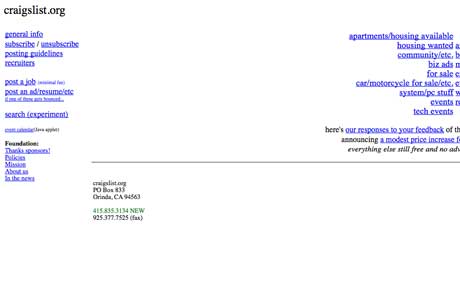 craigslist.org
general info
subscribe / unsubscribe
posting guidelines
recruiters
post a job (minimal fee)
post an ad/resume/etc
if one of these gets bounced...
search (experiment)
event calendar(Java applet)
Foundation:
Thanks sponsors!
Policies
Mission
About us
In the news
apartments/housing available
housing wanted
community/etc.
biz ads
for sale
car/motorcycle for sale/etc.
system/pc stuff
events
tech events
here's our responses to your feedback of
announcing a modest price increase
everything else still free and no
craigslist.org
PO Box 833
Orinda, CA 94563
415.835.3134 NEW
925.377.7525 (fax)